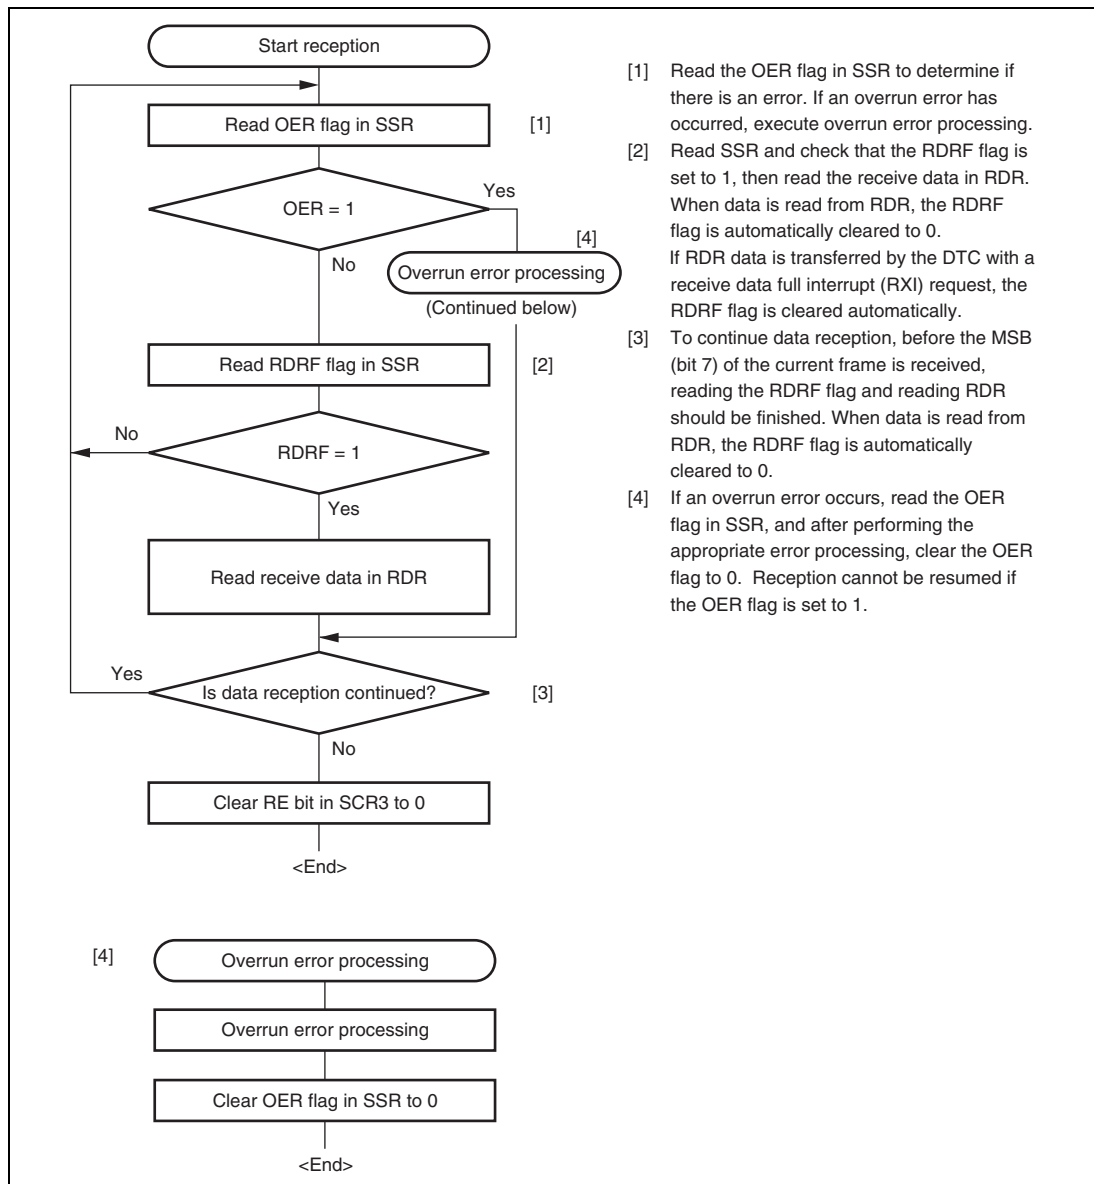 Start reception
Read OER flag in SSR
[1]
OER = 1
Yes
No
[4]
Overrun error processing
(Continued below)
Read RDRF flag in SSR
[2]
No
RDRF = 1
Yes
Read receive data in RDR
Yes
Is data reception continued?
[3]
No
Clear RE bit in SCR3 to 0
<End>
[1] Read the OER flag in SSR to determine if
there is an error. If an overrun error has
occurred, execute overrun error processing.
[2] Read SSR and check that the RDRF flag is
set to 1, then read the receive data in RDR.
When data is read from RDR, the RDRF
flag is automatically cleared to 0.
If RDR data is transferred by the DTC with a
receive data full interrupt (RXI) request, the
RDRF flag is cleared automatically.
[3] To continue data reception, before the MSB
(bit 7) of the current frame is received,
reading the RDRF flag and reading RDR
should be finished. When data is read from
RDR, the RDRF flag is automatically
cleared to 0.
[4] If an overrun error occurs, read the OER
flag in SSR, and after performing the
appropriate error processing, clear the OER
flag to 0. Reception cannot be resumed if
the OER flag is set to 1.
[4]
Overrun error processing
Overrun error processing
Clear OER flag in SSR to 0
<End>